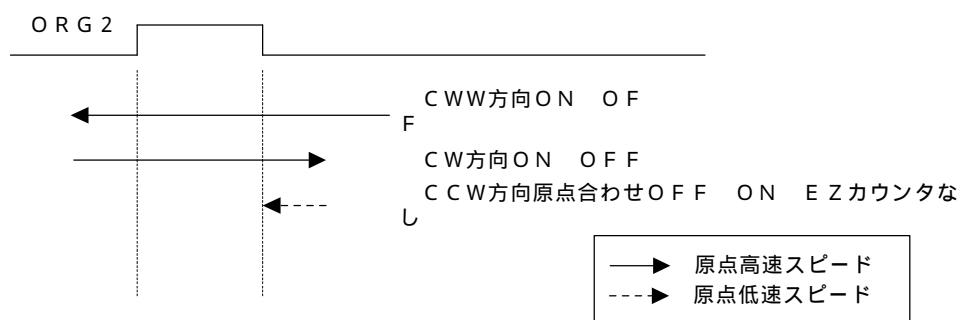 ORG2
CWW方向ON OF
F
CW方向ON OFF
CCW方向原点合わせOFF ON EZカウンタな
し
原点高速スピード
原点低速スピード